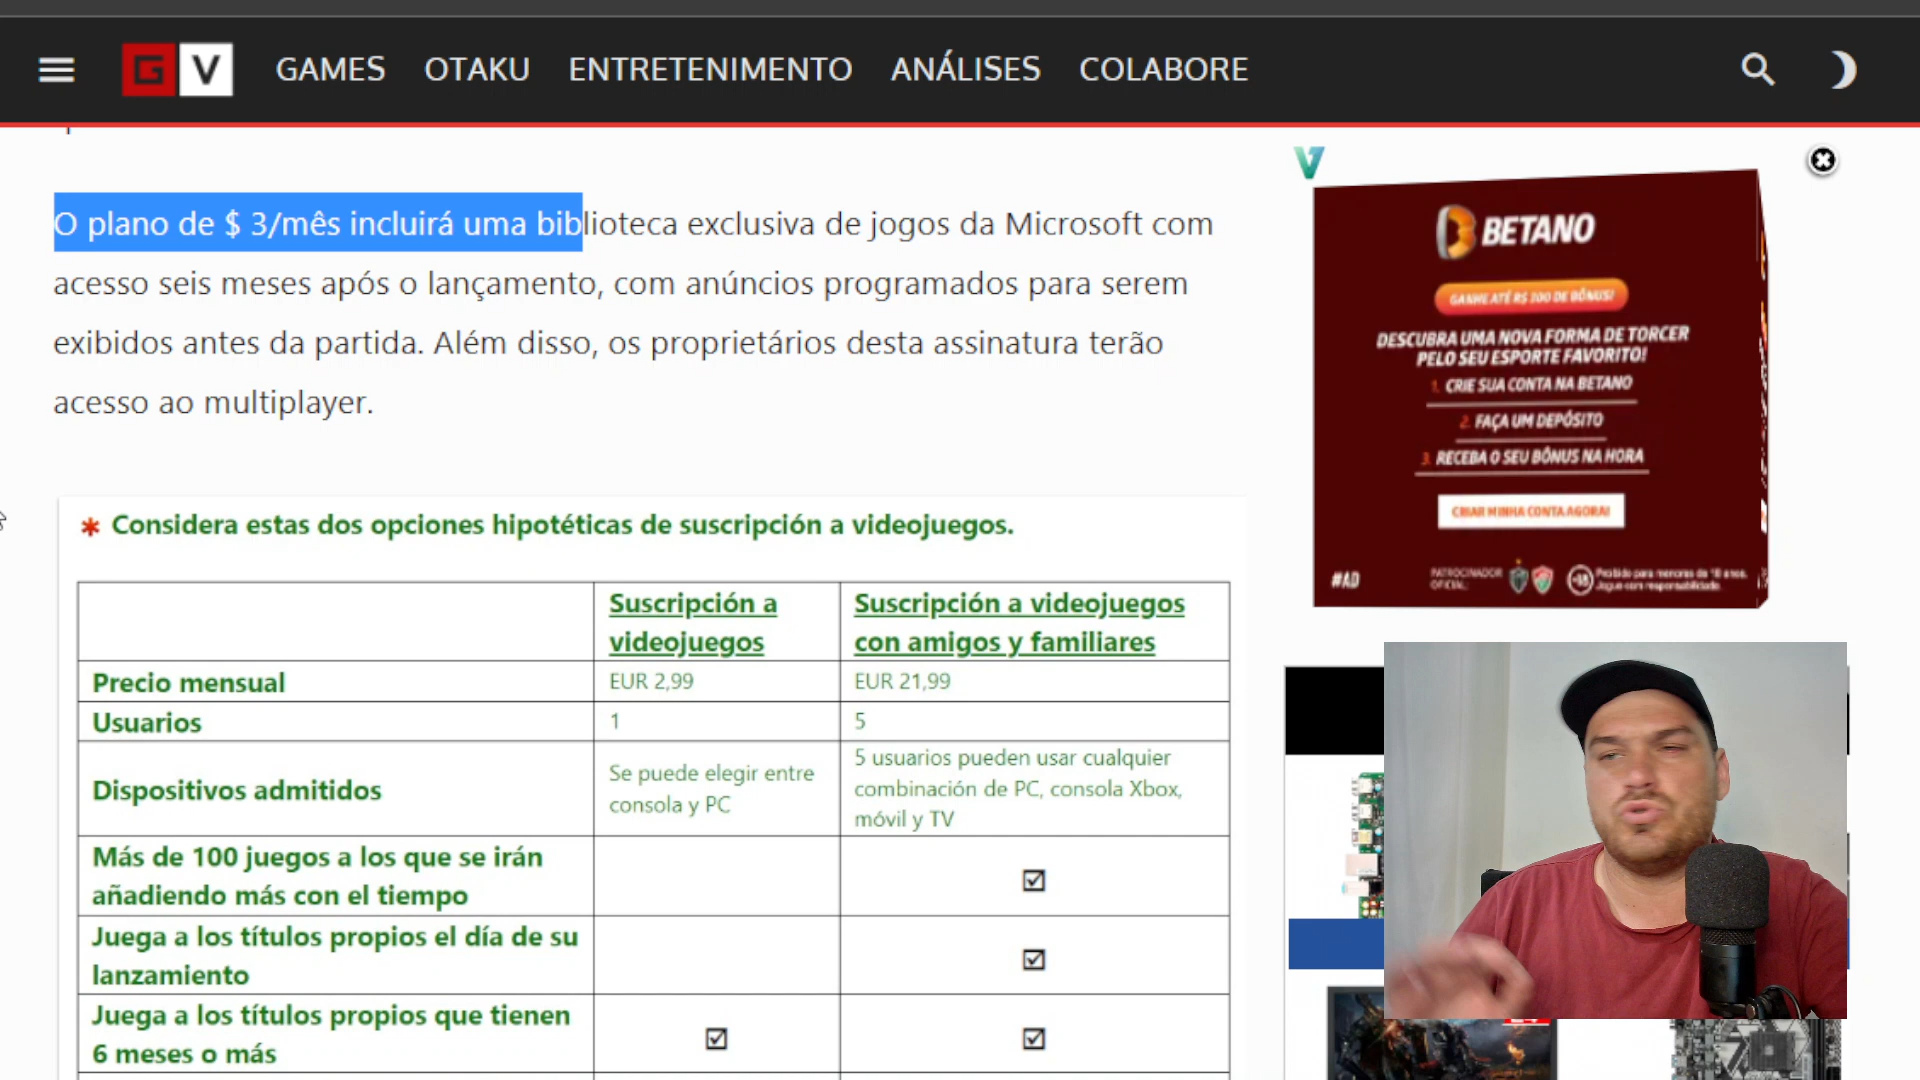 G V GAMES OTAKU ENTRETENIMENTO ANÁLISES COLABORE
O plano de $ 3/mês incluirá uma biblioteca exclusiva de jogos da Microsoft com
acesso seis meses após o lançamento, com anúncios programados para serem
exibidos antes da partida. Além disso, os proprietários desta assinatura terão
acesso ao multiplayer.
* Considera estas dos opciones hipotéticas de suscripción a videojuegos.
Suscripción a
videojuegos
Suscripción a videojuegos
con amigos y familiares
Precio mensual
EUR 2,99
EUR 21,99
Usuarios
1
5
Dispositivos admitidos
Se puede elegir entre
consola y PC
5 usuarios pueden usar cualquier
combinación de PC, consola Xbox,
móvil y TV
Más de 100 juegos a los que se irán
añadiendo más con el tiempo
Juega a los títulos propios el día de su
lanzamiento
Juega a los títulos propios que tienen
6 meses o más
BETANO
GANHE ATÉ R$ 300 DE BÔNUS!
DESCUBRA UMA NOVA FORMA DE TORCER
PELO SEU ESPORTE FAVORITO!
1. CRIE SUA CONTA NA BETANO
2. FAÇA UM DEPÓSITO
3. RECEBA O SEU BÔNUS NA HORA
CRIAR MINHA CONTA AGORA!
#AD
PATROCINADOR
OFICIAL:
+18
Proibido para menores de 18 anos.
Jogue com responsabilidade.